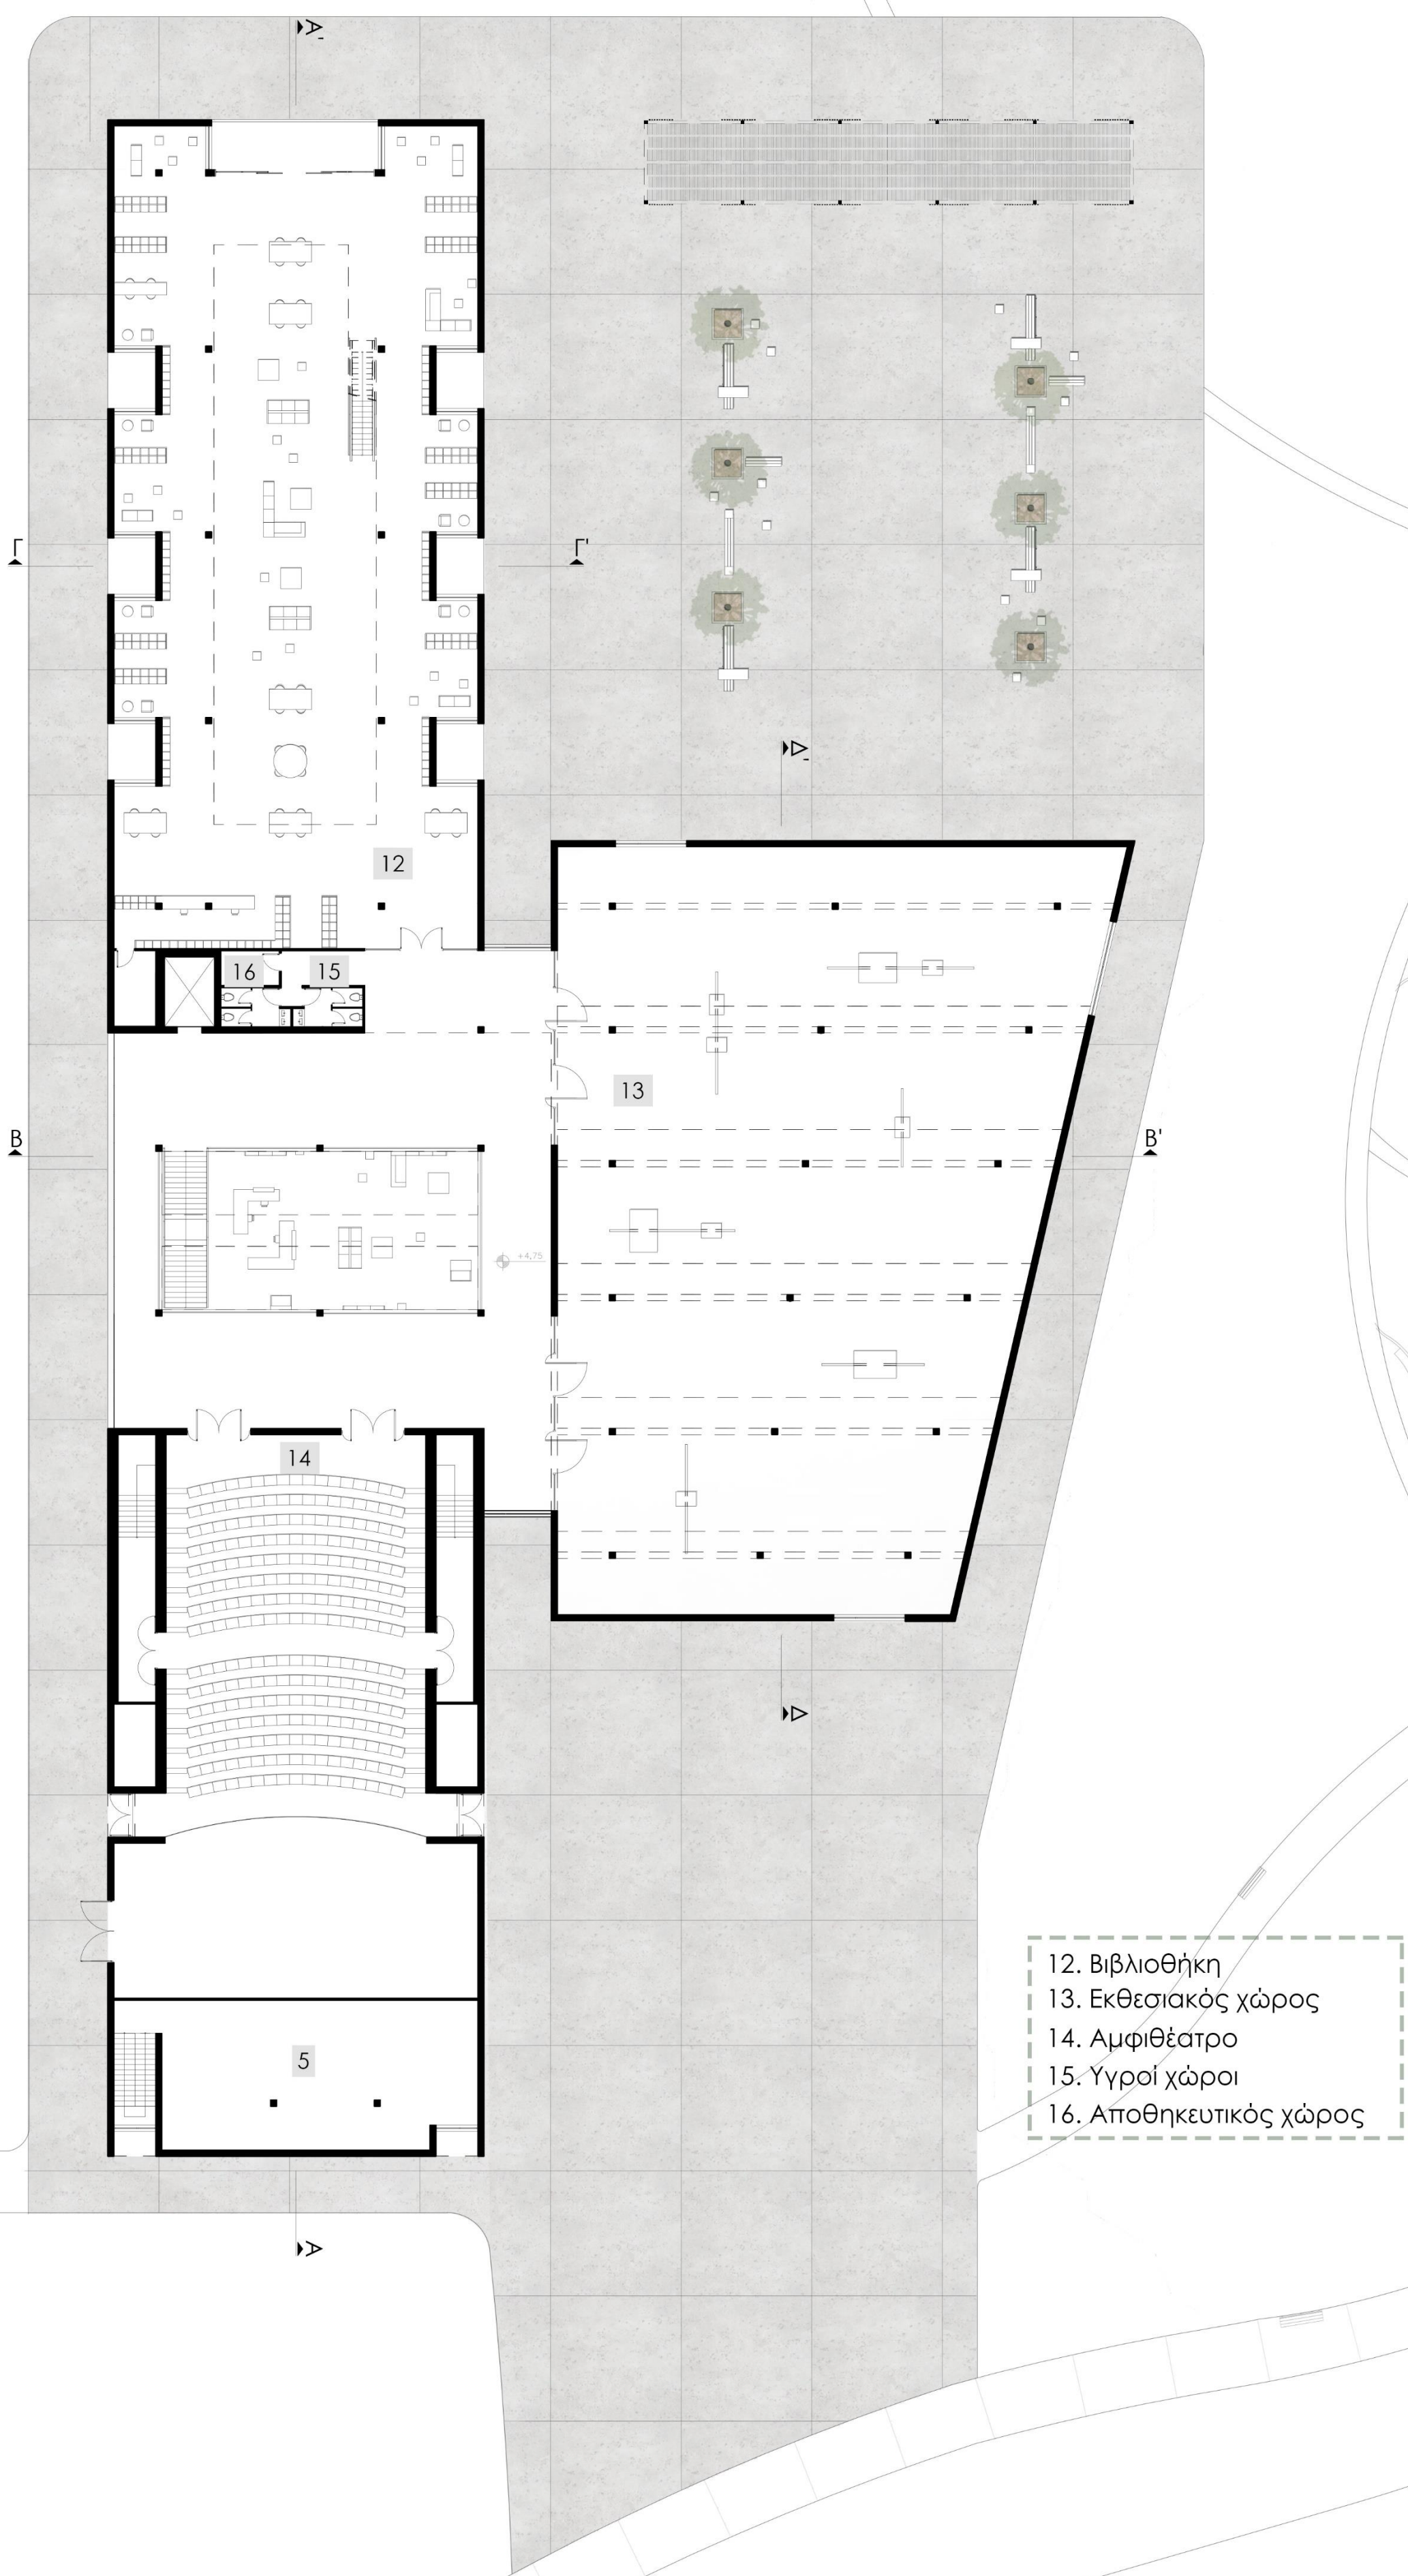 A'
Γ
Γ'
Δ'
12
16
15
13
B
B'
+4,75
14
Δ
12. Βιβλιοθήκη
13. Εκθεσιακός χώρος
14. Αμφιθέατρο
15. Υγροί χώροι
16. Αποθηκευτικός χώρος
5
A